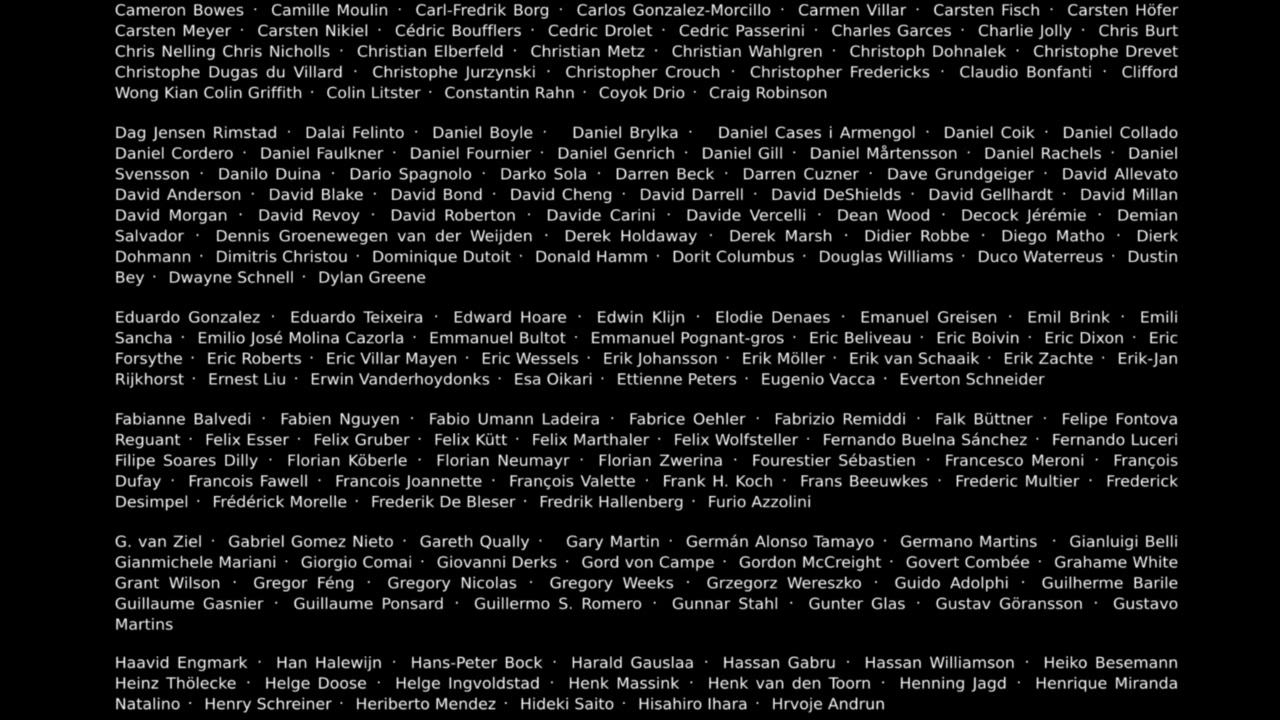 Cameron Bowes · Camille Moulin · Carl-Fredrik Borg · Carlos Gonzalez-Morcillo · Carmen Villar · Carsten Fisch · Carsten Höfer
Carsten Meyer · Carsten Nikiel · Cédric Boufflers · Cedric Drolet · Cedric Passerini · Charles Garces · Charlie Jolly · Chris Burt
Chris Nelling Chris Nicholls · Christian Elberfeld · Christian Metz · Christian Wahlgren · Christoph Dohnalek · Christophe Drevet
Christophe Dugas du Villard · Christophe Jurzynski · Christopher Crouch · Christopher Fredericks · Claudio Bonfanti · Clifford
Wong Kian Colin Griffith · Colin Litster · Constantin Rahn · Coyok Drio · Craig Robinson
Dag Jensen Rimstad · Dalai Felinto · Daniel Boyle · Daniel Brylka · Daniel Cases i Armengol · Daniel Coik · Daniel Collado
Daniel Cordero · Daniel Faulkner · Daniel Fournier · Daniel Genrich · Daniel Gill · Daniel Mårtensson · Daniel Rachels · Daniel
Svensson · Danilo Duina · Dario Spagnolo · Darko Sola · Darren Beck · Darren Cuzner · Dave Grundgeiger · David Allevato
David Anderson · David Blake · David Bond · David Cheng · David Darrell · David DeShields · David Gellhardt · David Millan
David Morgan · David Revoy · David Roberton · Davide Carini · Davide Vercelli · Dean Wood · Decock Jérémie · Demian
Salvador · Dennis Groenewegen van der Weijden · Derek Holdaway · Derek Marsh · Didier Robbe · Diego Matho · Dierk
Dohmann · Dimitris Christou · Dominique Dutoit · Donald Hamm · Dorit Columbus · Douglas Williams · Duco Waterreus · Dustin
Bey · Dwayne Schnell · Dylan Greene
Eduardo Gonzalez · Eduardo Teixeira · Edward Hoare · Edwin Klijn · Elodie Denaes · Emanuel Greisen · Emil Brink · Emili
Sancha · Emilio José Molina Cazorla · Emmanuel Bultot · Emmanuel Pognant-gros · Eric Beliveau · Eric Boivin · Eric Dixon · Eric
Forsythe · Eric Roberts · Eric Villar Mayen · Eric Wessels · Erik Johansson · Erik Möller · Erik van Schaaik · Erik Zachte · Erik-Jan
Rijkhorst · Ernest Liu · Erwin Vanderhoydonks · Esa Oikari · Ettienne Peters · Eugenio Vacca · Everton Schneider
Fabianne Balvedi · Fabien Nguyen · Fabio Umann Ladeira · Fabrice Oehler · Fabrizio Remiddi · Falk Büttner · Felipe Fontova
Reguant · Felix Esser · Felix Gruber · Felix Kütt · Felix Marthaler · Felix Wolfsteller · Fernando Buelna Sánchez · Fernando Luceri
Filipe Soares Dilly · Florian Köberle · Florian Neumayr · Florian Zwerina · Fourestier Sébastien · Francesco Meroni · François
Dufay · Francois Fawell · Francois Joannette · François Valette · Frank H. Koch · Frans Beeuwkes · Frederic Multier · Frederick
Desimpel · Frédérick Morelle · Frederik De Bleser · Fredrik Hallenberg · Furio Azzolini
G. van Ziel · Gabriel Gomez Nieto · Gareth Qually · Gary Martin · Germán Alonso Tamayo · Germano Martins · Gianluigi Belli
Gianmichele Mariani · Giorgio Comai · Giovanni Derks · Gord von Campe · Gordon McCreight · Govert Combée · Grahame White
Grant Wilson · Gregor Féng · Gregory Nicolas · Gregory Weeks · Grzegorz Wereszko · Guido Adolphi · Guilherme Barile
Guillaume Gasnier · Guillaume Ponsard · Guillermo S. Romero · Gunnar Stahl · Gunter Glas · Gustav Göransson · Gustavo
Martins
Haavid Engmark · Han Halewijn · Hans-Peter Bock · Harald Gauslaa · Hassan Gabru · Hassan Williamson · Heiko Besemann
Heinz Thölecke · Helge Doose · Helge Ingvoldstad · Henk Massink · Henk van den Toorn · Henning Jagd · Henrique Miranda
Natalino · Henry Schreiner · Heriberto Mendez · Hideki Saito · Hisahiro Ihara · Hrvoje Andrun